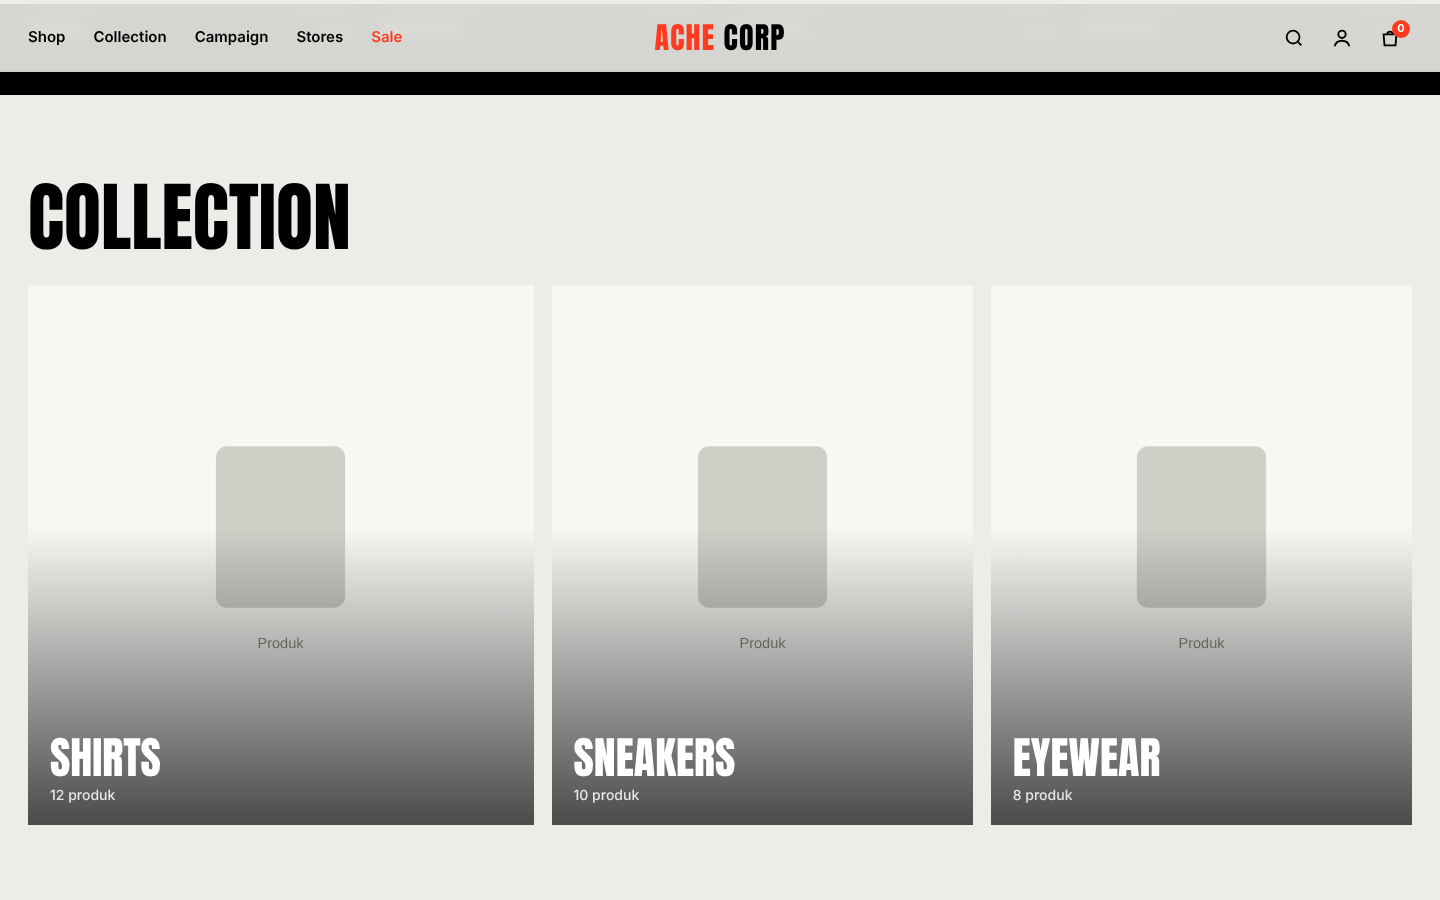 Shop Collection Campaign Stores Sale
ACHE CORP
0
COLLECTION
Produk
SHIRTS
12 produk
Produk
SNEAKERS
10 produk
Produk
EYEWEAR
8 produk